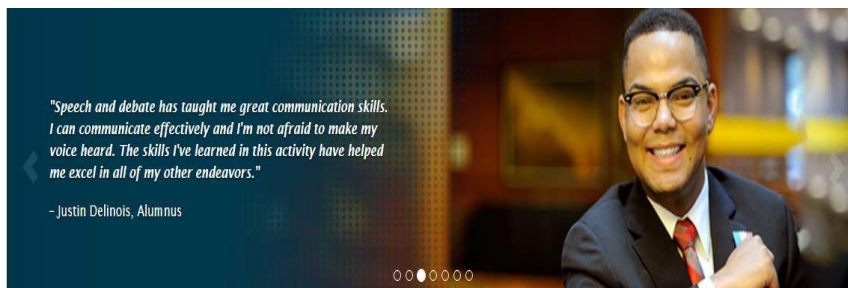 "Speech and debate has taught me great communication skills.
I can communicate effectively and I'm not afraid to make my
voice heard. The skills I've learned in this activity have helped
me excel in all of my other endeavors."
– Justin Delinois, Alumnus